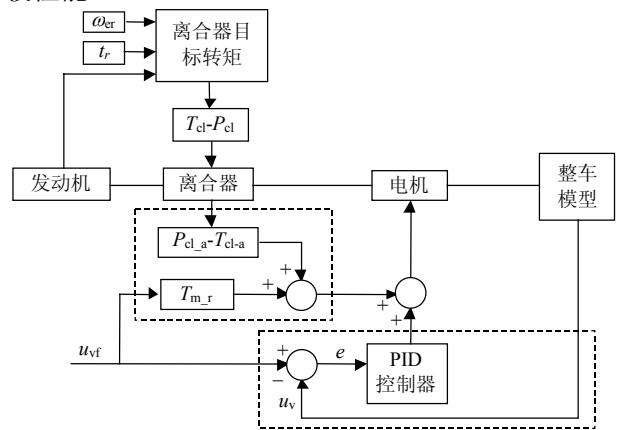 ω_er
t_r
离合器目
标转矩
T_cl-P_cl
发动机
离合器
电机
整车
模型
P_cl_a-T_cl-a
+
T_m_r
+
+
+
u_vf
+
−
e
PID
控制器
u_v